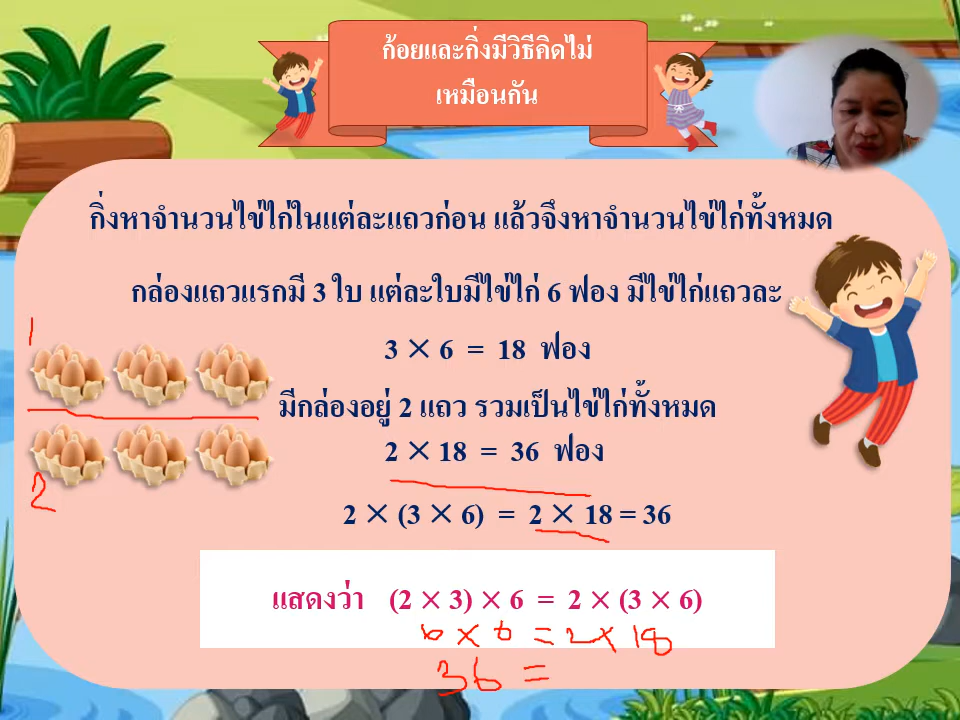 ก้อยและกิ่งมีวิธีคิดไม่
เหมือนกัน
กิ่งหาจำนวนไข่ไก่ในแต่ละแถวก่อน แล้วจึงหาจำนวนไข่ไก่ทั้งหมด
กล่องแถวแรกมี 3 ใบ แต่ละใบมีไข่ไก่ 6 ฟอง มีไข่ไก่แถวละ
1
3 × 6 = 18 ฟอง
มีกล่องอยู่ 2 แถว รวมเป็นไข่ไก่ทั้งหมด
2 × 18 = 36 ฟอง
2
2 × (3 × 6) = 2 × 18 = 36
แสดงว่า (2 × 3) × 6 = 2 × (3 × 6)
6 × 6 = 2 × 18
36 =